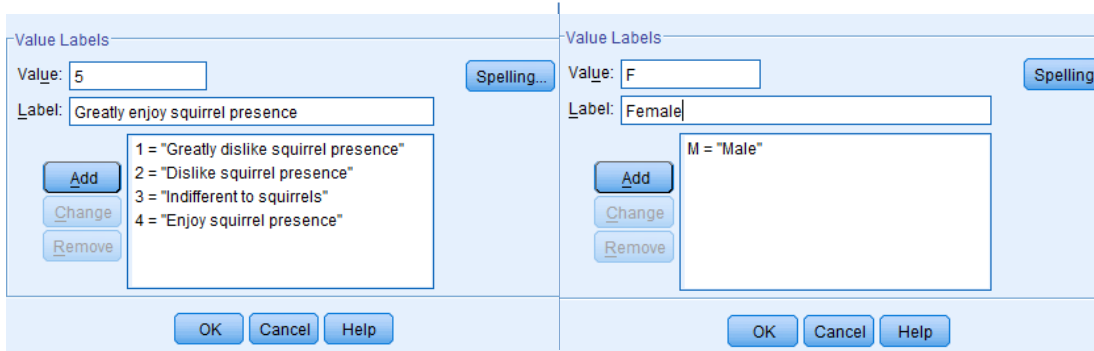 Value Labels
Value: 5
Spelling...
Label: Greatly enjoy squirrel presence
Add
Change
Remove
1 = "Greatly dislike squirrel presence"
2 = "Dislike squirrel presence"
3 = "Indifferent to squirrels"
4 = "Enjoy squirrel presence"
OK Cancel Help
Value Labels
Value: F
Spelling
Label: Female
Add
Change
Remove
M = "Male"
OK Cancel Help